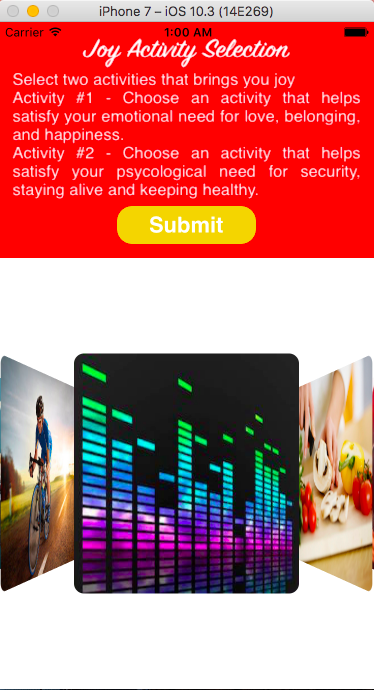 iPhone 7 – iOS 10.3 (14E269)
Carrier 1:00 AM
Joy Activity Selection
Select two activities that brings you joy
Activity #1 - Choose an activity that helps
satisfy your emotional need for love, belonging,
and happiness.
Activity #2 - Choose an activity that helps
satisfy your psycological need for security,
staying alive and keeping healthy.
Submit